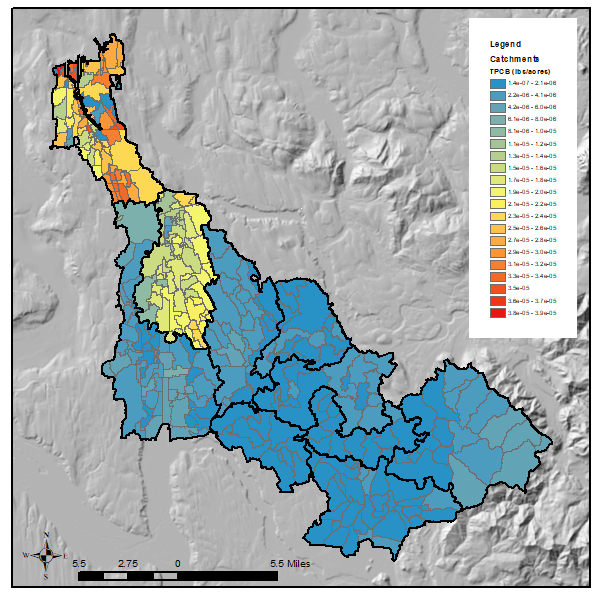 Legend
Catchments
TPCB (lbs/aores)
1.4e-07 - 2.1e-06
2.2e-06 - 4.1e-06
4.2e-06 - 6.0e-06
6.1e-06 - 8.0e-06
8.1e-06 - 1.0e-05
1.1e-05 - 1.2e-05
1.3e-05 - 1.4e-05
1.5e-05 - 1.6e-05
1.7e-05 - 1.8e-05
1.9e-05 - 2.0e-05
2.1e-05 - 2.2e-05
2.3e-05 - 2.4e-05
2.5e-05 - 2.6e-05
2.7e-05 - 2.8e-05
2.9e-05 - 3.0e-05
3.1e-05 - 3.2e-05
3.3e-05 - 3.4e-05
3.5e-05
3.6e-05 - 3.7e-05
3.8e-05 - 3.9e-05
N
W E
S
5.5 2.75 0 5.5 Miles